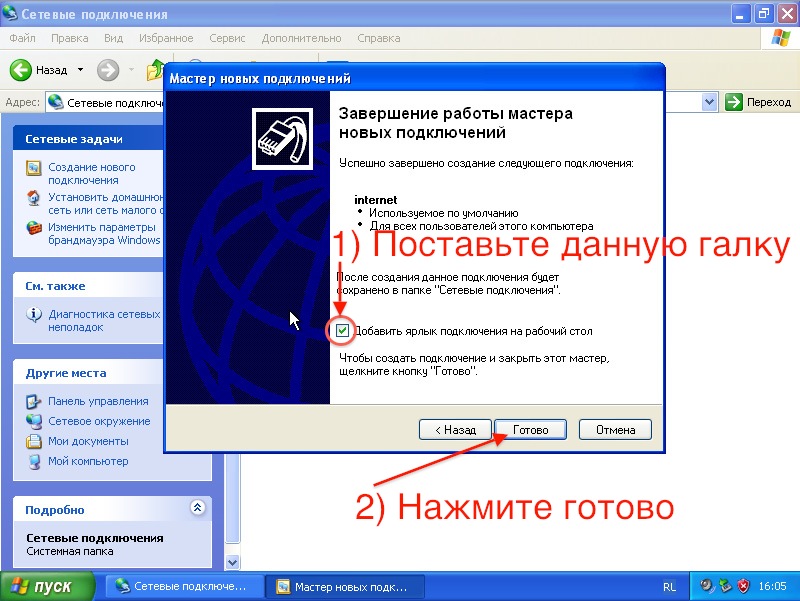 Сетевые подключения
Файл Правка Вид Избранное Сервис Дополнительно Справка
Назад
Адрес: Сетевые подключе
Переход
Сетевые задачи
Создание нового
подключения
Установить домашнюю
сеть или сеть малого о
Изменить параметры
брандмауэра Windows
См. также
Диагностика сетевых
неполадок
Другие места
Панель управления
Сетевое окружение
Мои документы
Мой компьютер
Подробно
Сетевые подключения
Системная папка
Мастер новых подключений
Завершение работы мастера
новых подключений
Успешно завершено создание следующего подключения:
internet
• Используемое по умолчанию
• Для всех пользователей этого компьютера
1) Поставьте данную галку
После создания данное подключение будет
сохранено в папке "Сетевые подключения".
Добавить ярлык подключения на рабочий стол
Чтобы создать подключение и закрыть этот мастер,
щелкните кнопку "Готово".
< Назад Готово Отмена
2) Нажмите готово
пуск Сетевые подключе... Мастер новых подк... RL 16:05